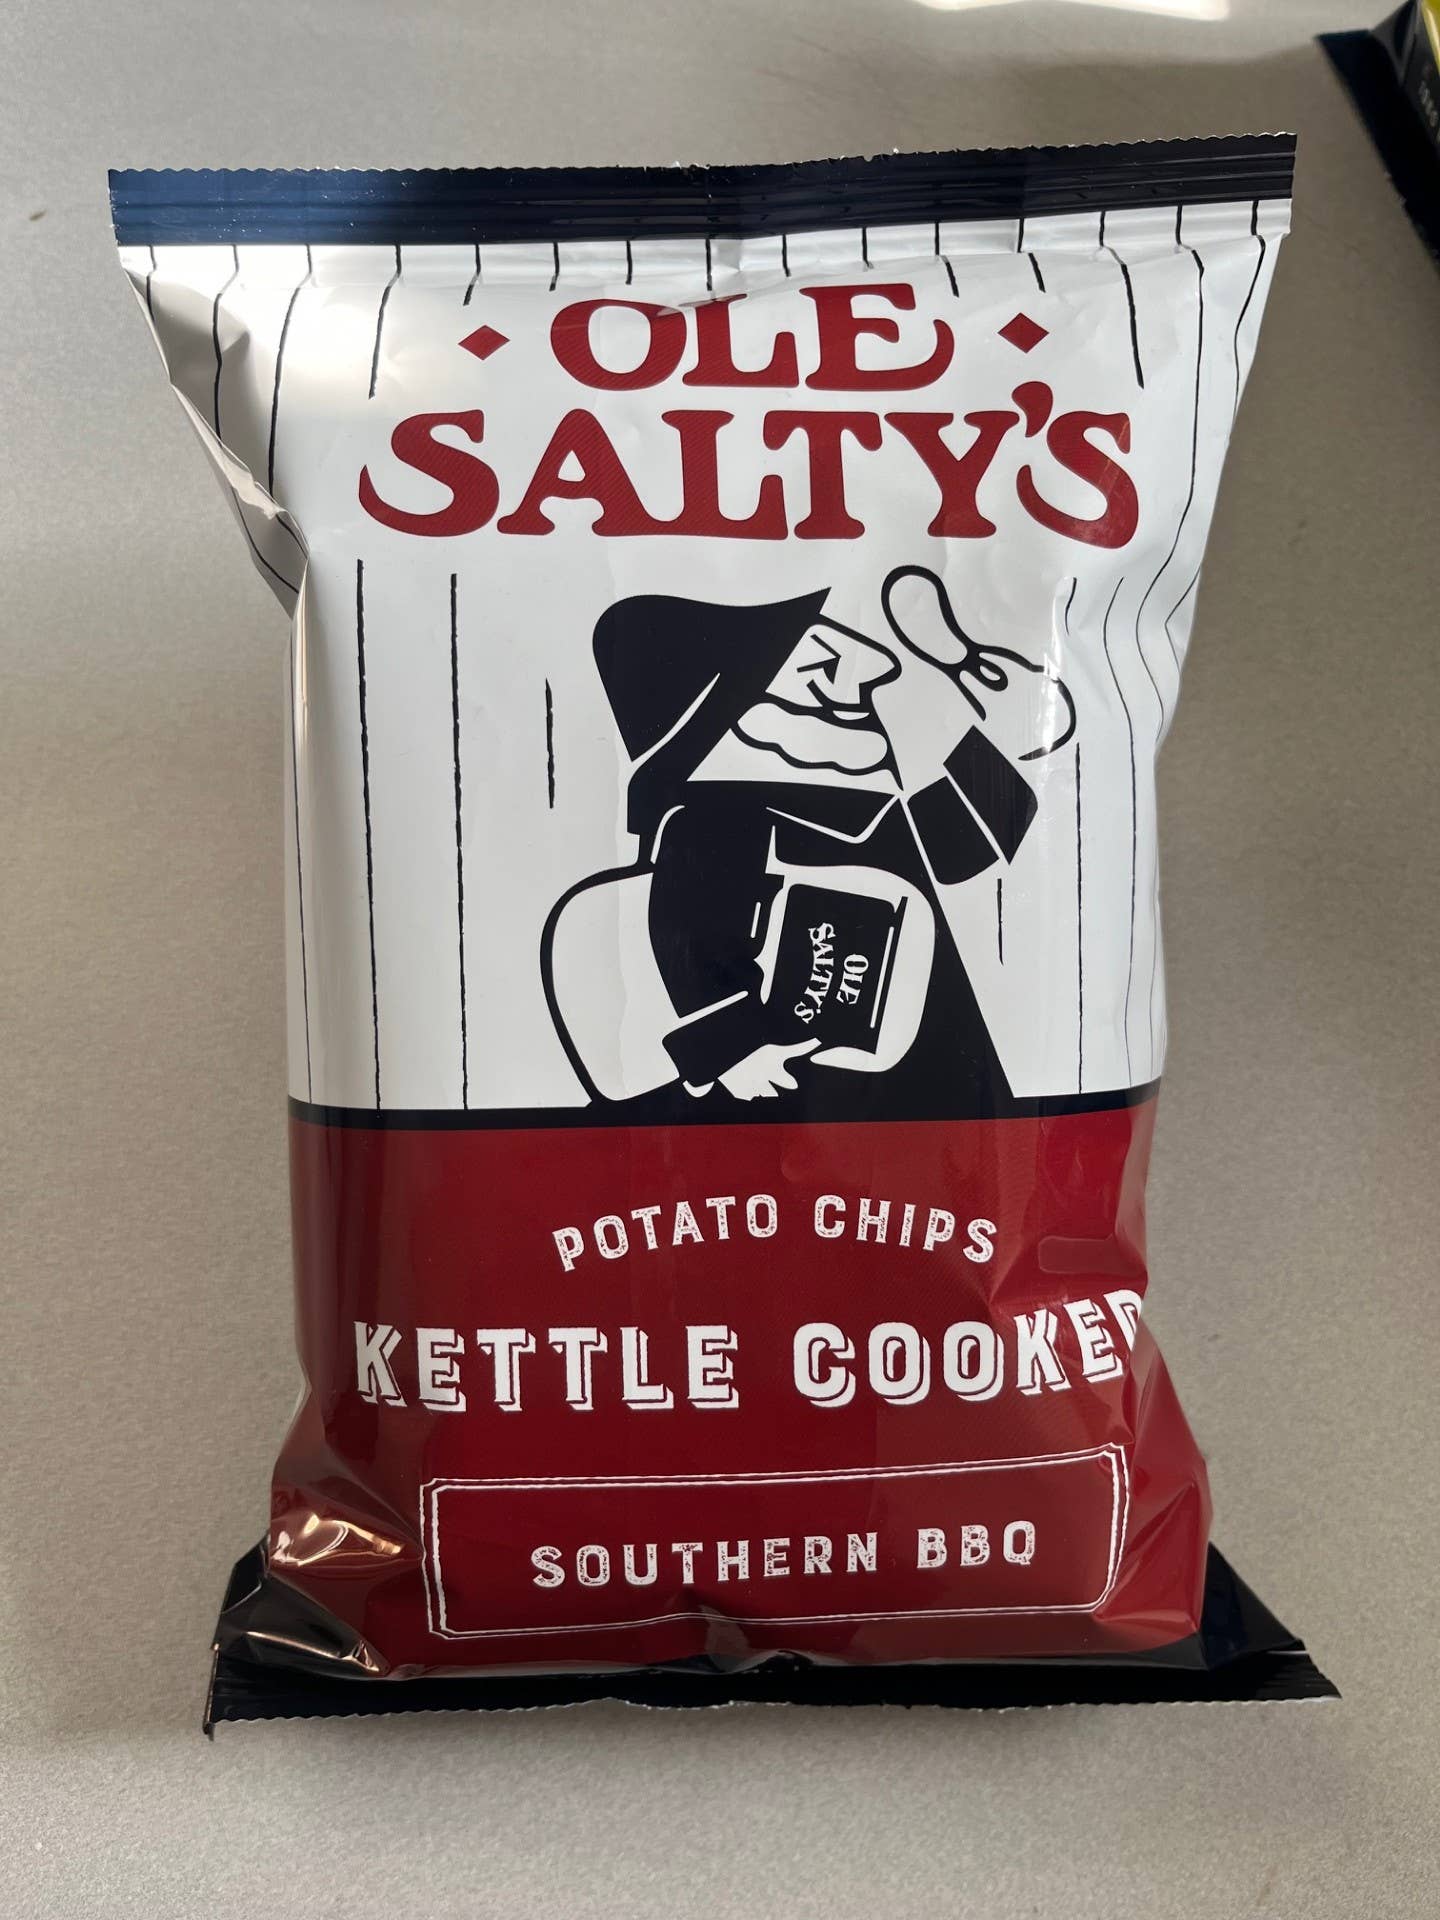 OLE
SALTY'S
OLE
SALTY'S
POTATO CHIPS
KETTLE COOKED
SOUTHERN BBQ